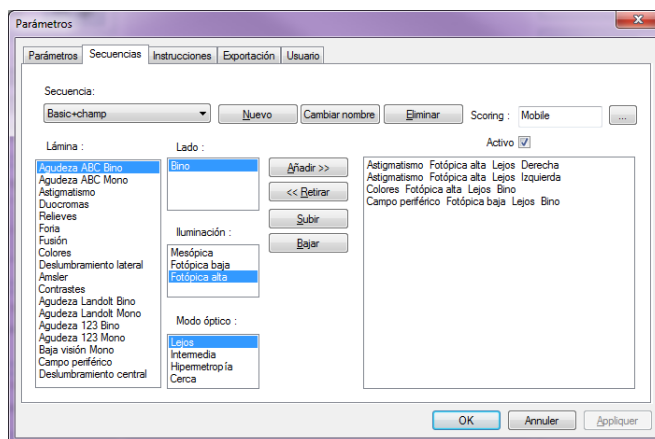 Parámetros
Parámetros Secuencias Instrucciones Exportación Usuario
Secuencia:
Basic+champ Nuevo Cambiar nombre Eliminar Scoring : Mobile ...
Activo
Lámina :
Agudeza ABC Bino
Agudeza ABC Mono
Astigmatismo
Duocromas
Relieves
Foria
Fusión
Colores
Deslumbramiento lateral
Amsler
Contrastes
Agudeza Landolt Bino
Agudeza Landolt Mono
Agudeza 123 Bino
Agudeza 123 Mono
Baja visión Mono
Campo periférico
Deslumbramiento central
Lado :
Bino
Iluminación :
Mesópica
Fotópica baja
Fotópica alta
Modo óptico :
Lejos
Intermedia
Hipermetropía
Cerca
Añadir >>
<< Retirar
Subir
Bajar
Astigmatismo Fotópica alta Lejos Derecha
Astigmatismo Fotópica alta Lejos Izquierda
Colores Fotópica alta Lejos Bino
Campo periférico Fotópica baja Lejos Bino
OK Annuler Appliquer